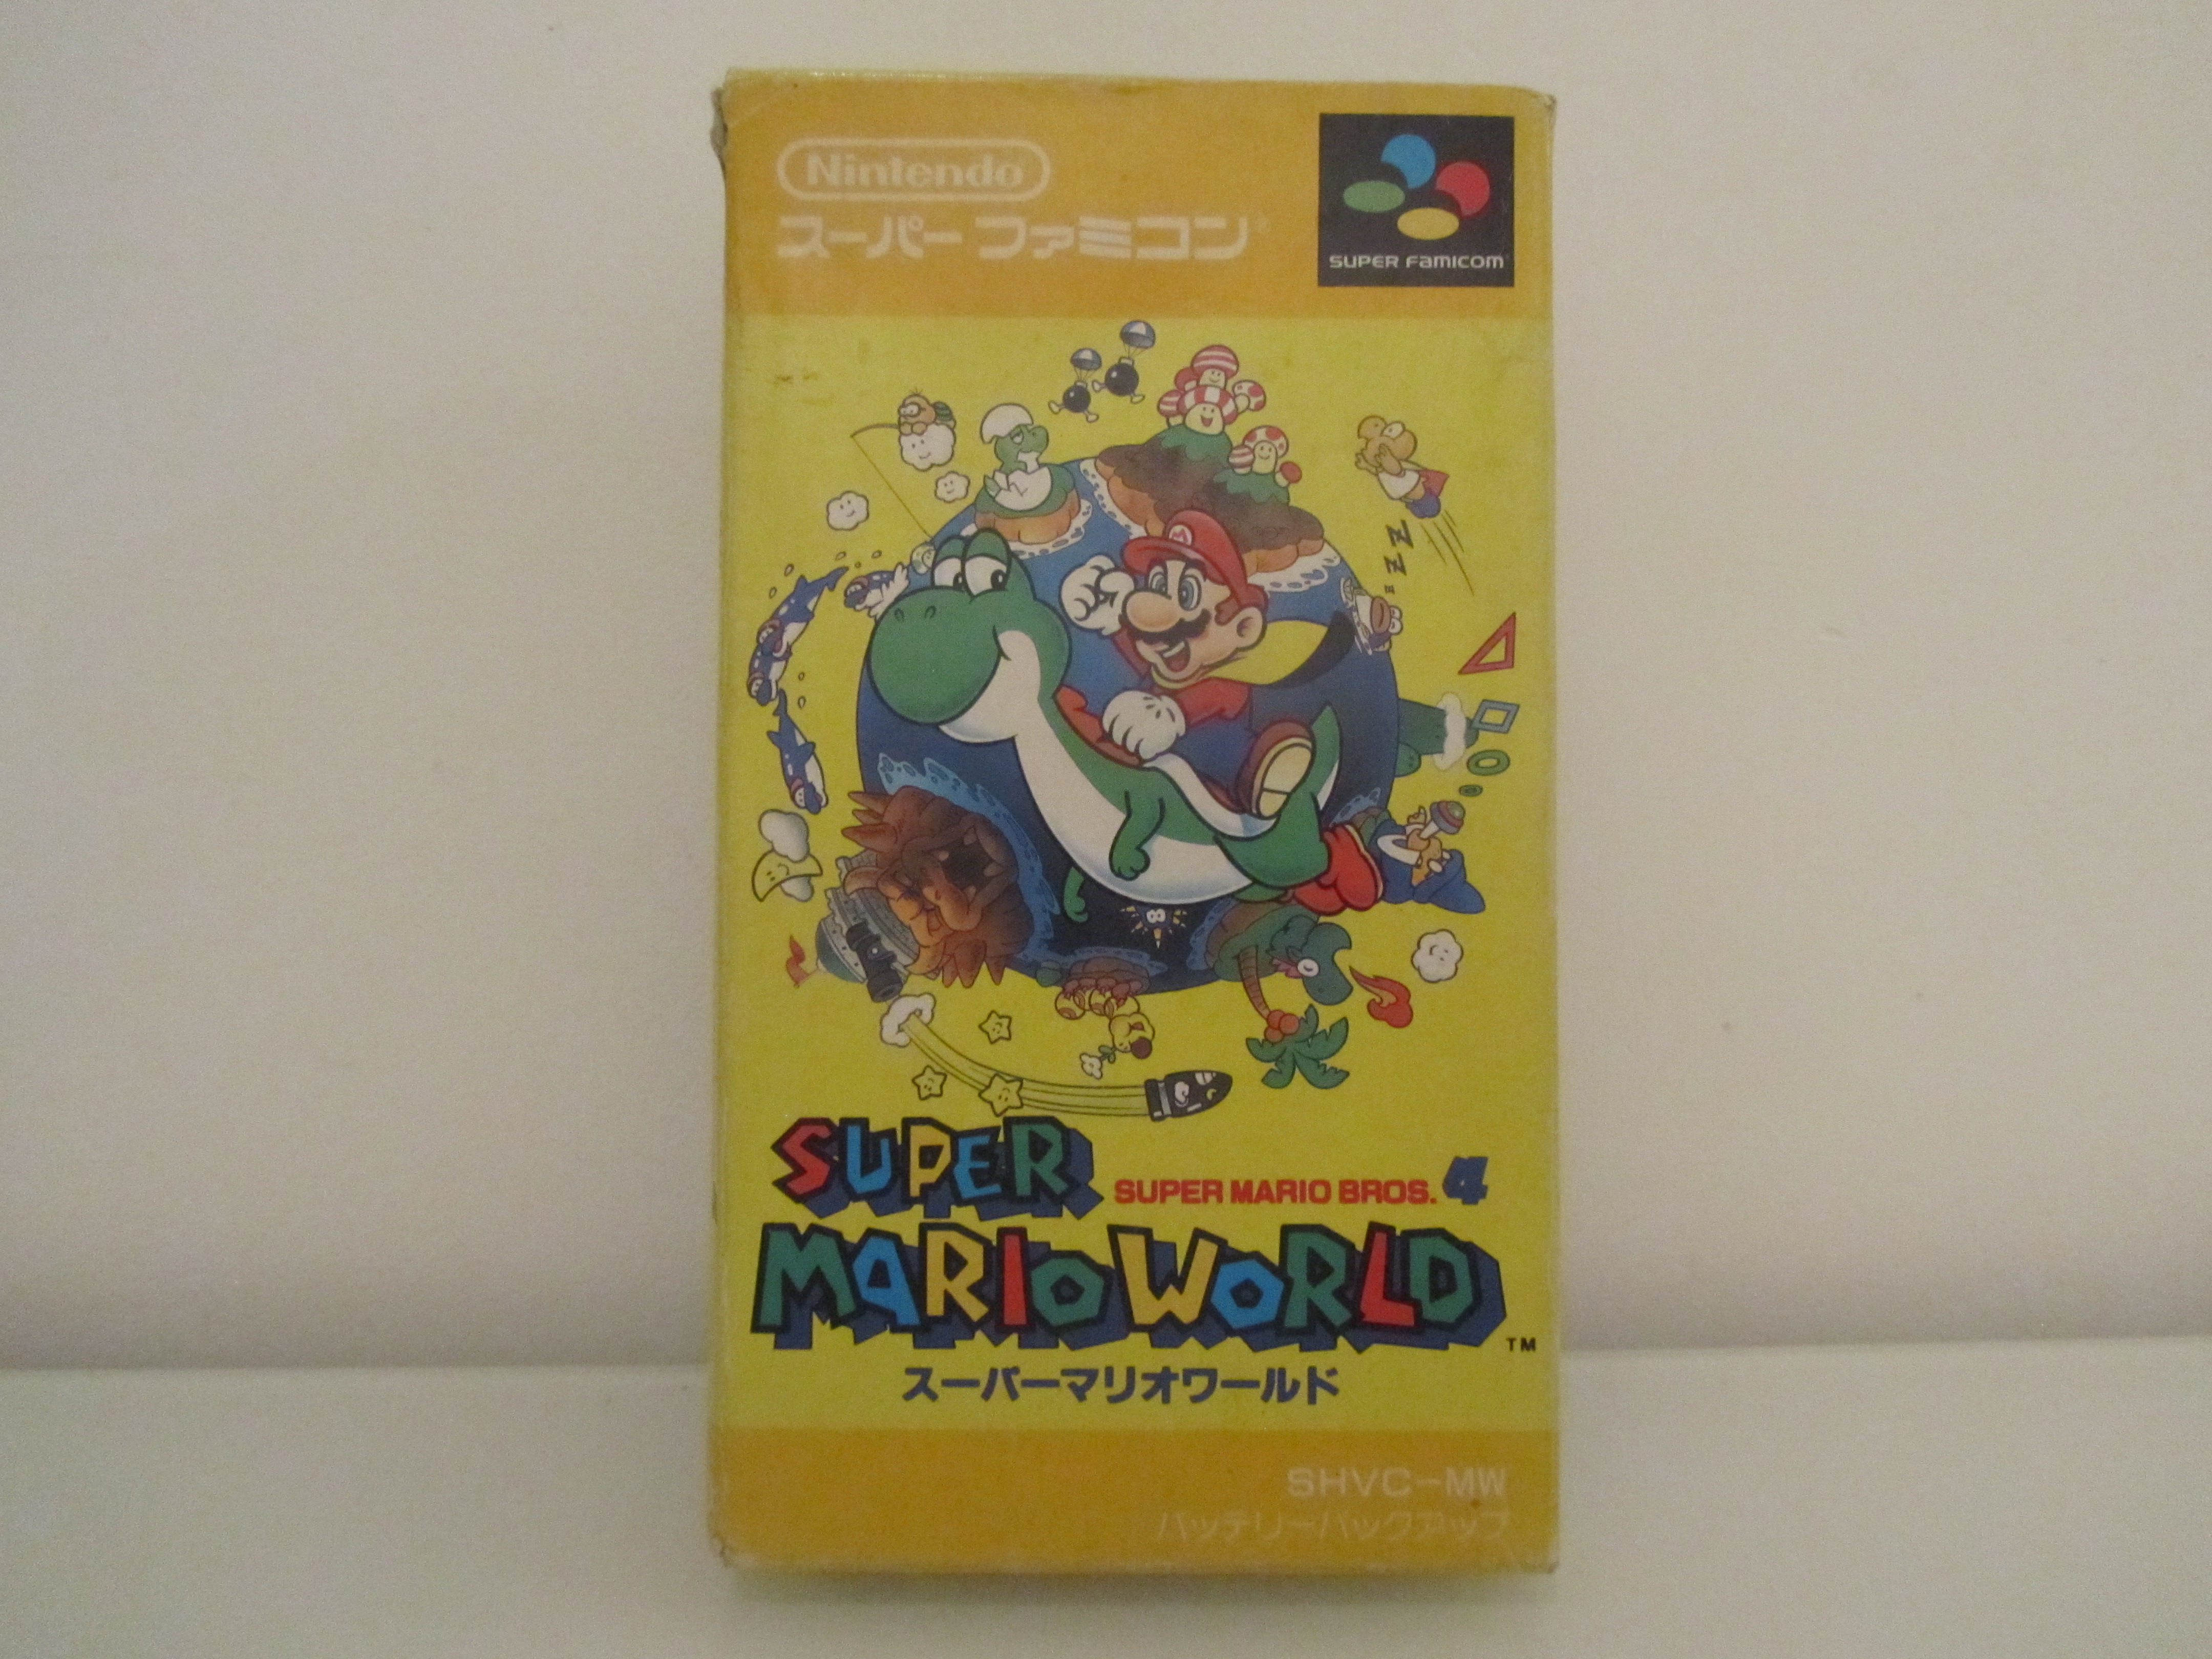 Nintendo
スーパーファミコン
SUPER FAMICOM
M
ZZZ
8
SUPER
SUPER MARIO BROS. 4
MARIO WORLD
TM
スーパーマリオワールド
SHVC-MW
バッテリーバックアップ